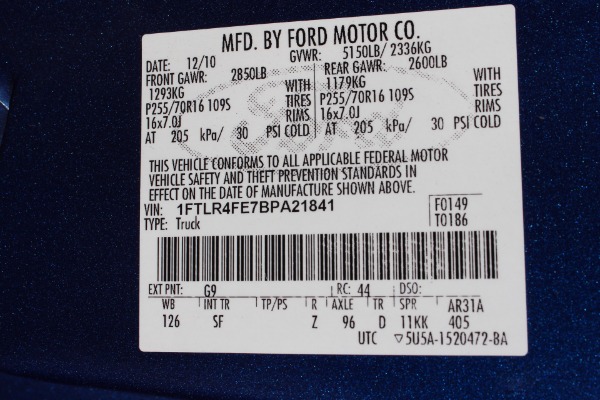 MFD. BY FORD MOTOR CO.
DATE: 12/10 GVWR: 5150LB/ 2336KG
FRONT GAWR: 2850LB REAR GAWR: 2600LB
1293KG WITH 1179KG WITH
P255/70R16 109S TIRES P255/70R16 109S TIRES
16x7.0J RIMS 16x7.0J RIMS
AT 205 kPa/ 30 PSI COLD AT 205 kPa/ 30 PSI COLD
THIS VEHICLE CONFORMS TO ALL APPLICABLE FEDERAL MOTOR
VEHICLE SAFETY AND THEFT PREVENTION STANDARDS IN
EFFECT ON THE DATE OF MANUFACTURE SHOWN ABOVE.
VIN: 1FTLR4FE7BPA21841 F0149
TYPE: Truck T0186
EXT PNT: G9 RC: 44 DSO:
WB INT TR TP/PS R AXLE TR SPR AR31A
126 SF Z 96 D 11KK 405
UTC ▽5U5A-1520472-BA
Ford